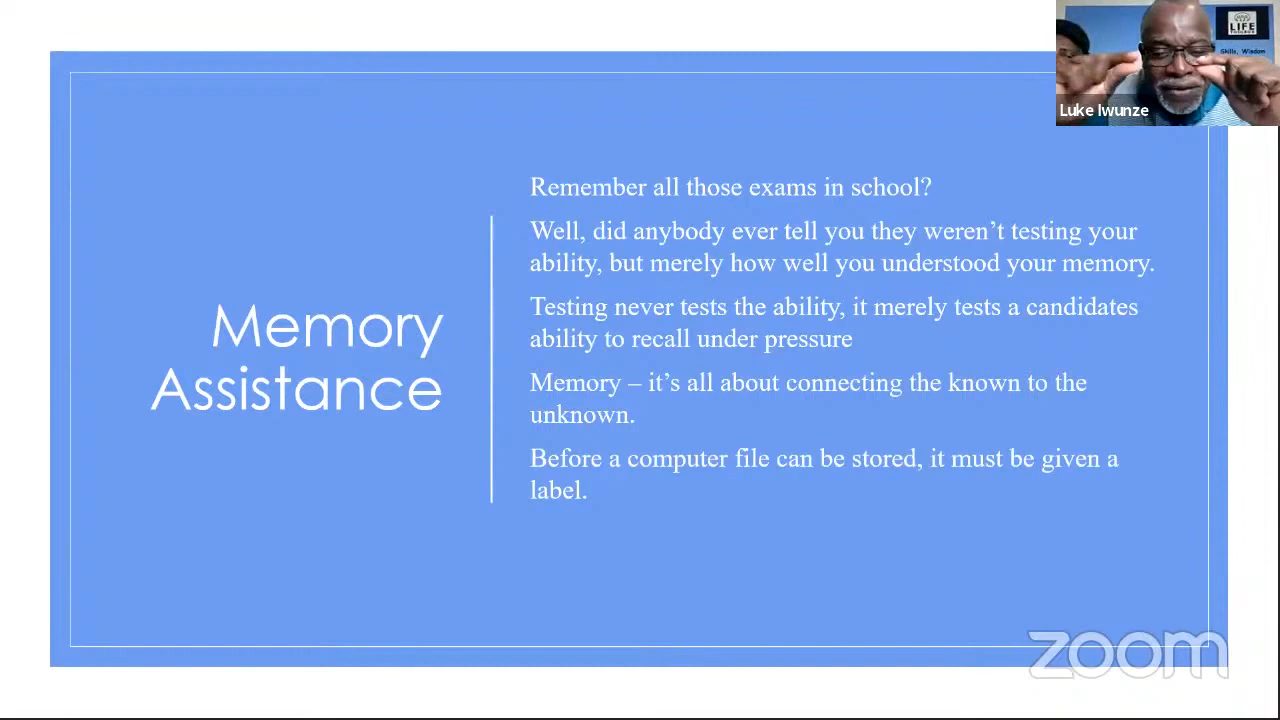 LIFE
Skills, Wisdom
Luke Iwunze
Remember all those exams in school?
Well, did anybody ever tell you they weren’t testing your
ability, but merely how well you understood your memory.
Testing never tests the ability, it merely tests a candidates
ability to recall under pressure
Memory – it’s all about connecting the known to the
unknown.
Before a computer file can be stored, it must be given a
label.
Memory
Assistance
zoom